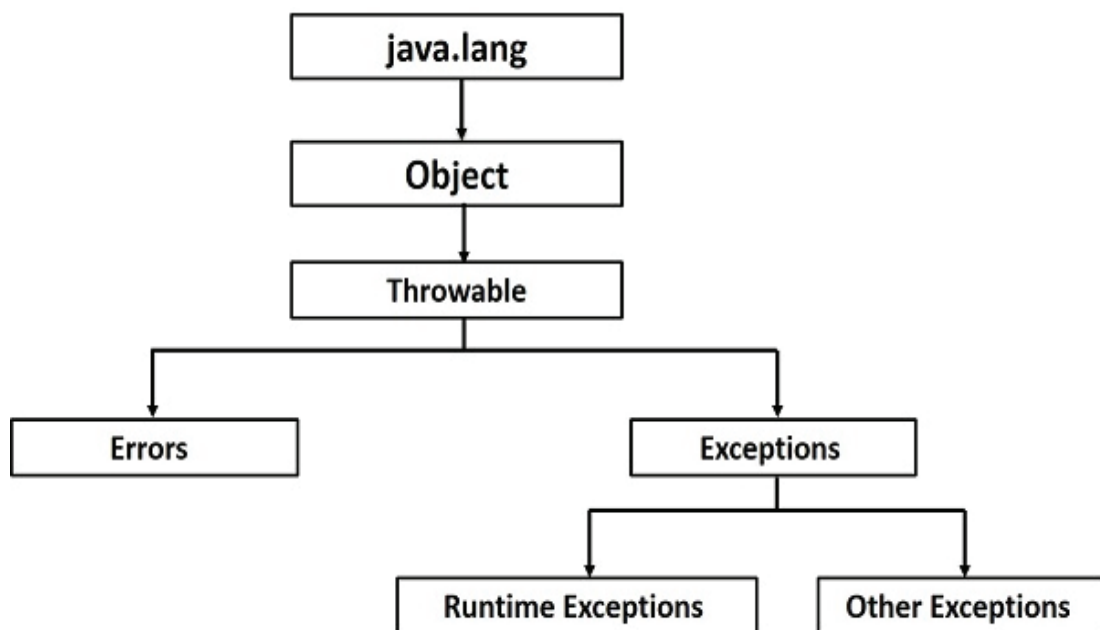 java.lang
Object
Throwable
Errors
Exceptions
Runtime Exceptions
Other Exceptions